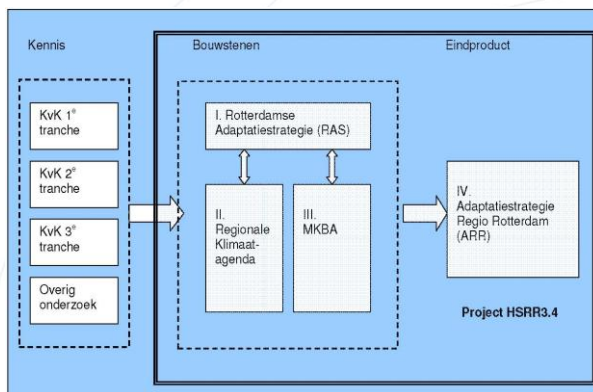 Kennis
Bouwstenen
Eindproduct
KvK 1e
tranche
KvK 2e
tranche
KvK 3e
tranche
Overig
onderzoek
I. Rotterdamse
Adaptatiestrategie (RAS)
II.
Regionale
Klimaat-
agenda
III.
MKBA
IV.
Adaptatiestrategie
Regio Rotterdam
(ARR)
Project HSRR3.4